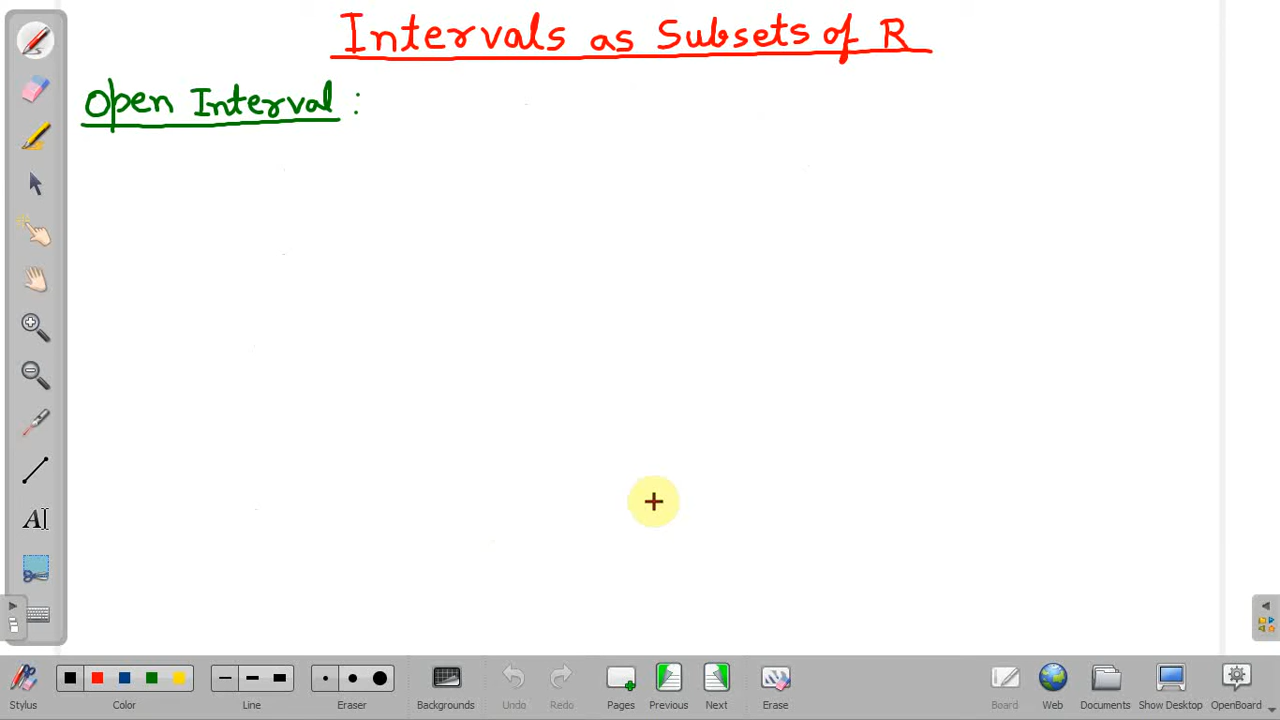 Intervals as Subsets of R
Open Interval :
A
Stylus
Color
Line
Eraser
Backgrounds
Undo
Redo
Pages
Previous
Next
Erase
Board
Web
Documents
Show Desktop
OpenBoard